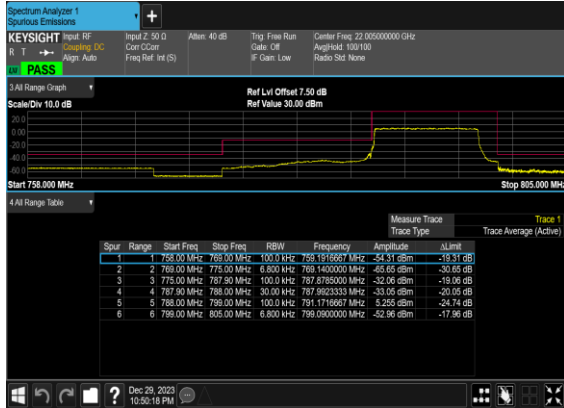 Spectrum Analyzer 1
Spurious Emissions
+
KEYSIGHT Input: RF Input Z: 50 Ω Atten: 40 dB Trig: Free Run Center Freq: 22.005000000 GHz
R T Coupling: DC Corr CCorr Gate: Off Avg|Hold: 100/100
Align: Auto Freq Ref: Int (S) IF Gain: Low Radio Std: None
PASS
3 All Range Graph
Ref Lvl Offset 7.50 dB
Scale/Div 10.0 dB Ref Value 30.00 dBm
20.0
0.00
-20.0
-40.0
-60.0
Start 758.000 MHz Stop 805.000 MHz
4 All Range Table
Measure Trace Trace 1
Trace Type Trace Average (Active)
Spur Range Start Freq Stop Freq RBW Frequency Amplitude ΔLimit
1 1 758.00 MHz 769.00 MHz 100.0 kHz 759.1916667 MHz -54.31 dBm -19.31 dB
2 2 769.00 MHz 775.00 MHz 6.800 kHz 769.1400000 MHz -65.65 dBm -30.65 dB
3 3 775.00 MHz 787.90 MHz 100.0 kHz 787.8785000 MHz -32.06 dBm -19.06 dB
4 4 787.90 MHz 788.00 MHz 30.00 kHz 787.9923333 MHz -33.05 dBm -20.05 dB
5 5 788.00 MHz 799.00 MHz 100.0 kHz 791.1716667 MHz 5.255 dBm -24.74 dB
6 6 799.00 MHz 805.00 MHz 6.800 kHz 799.0900000 MHz -52.96 dBm -17.96 dB
? Dec 29, 2023
10:50:18 PM